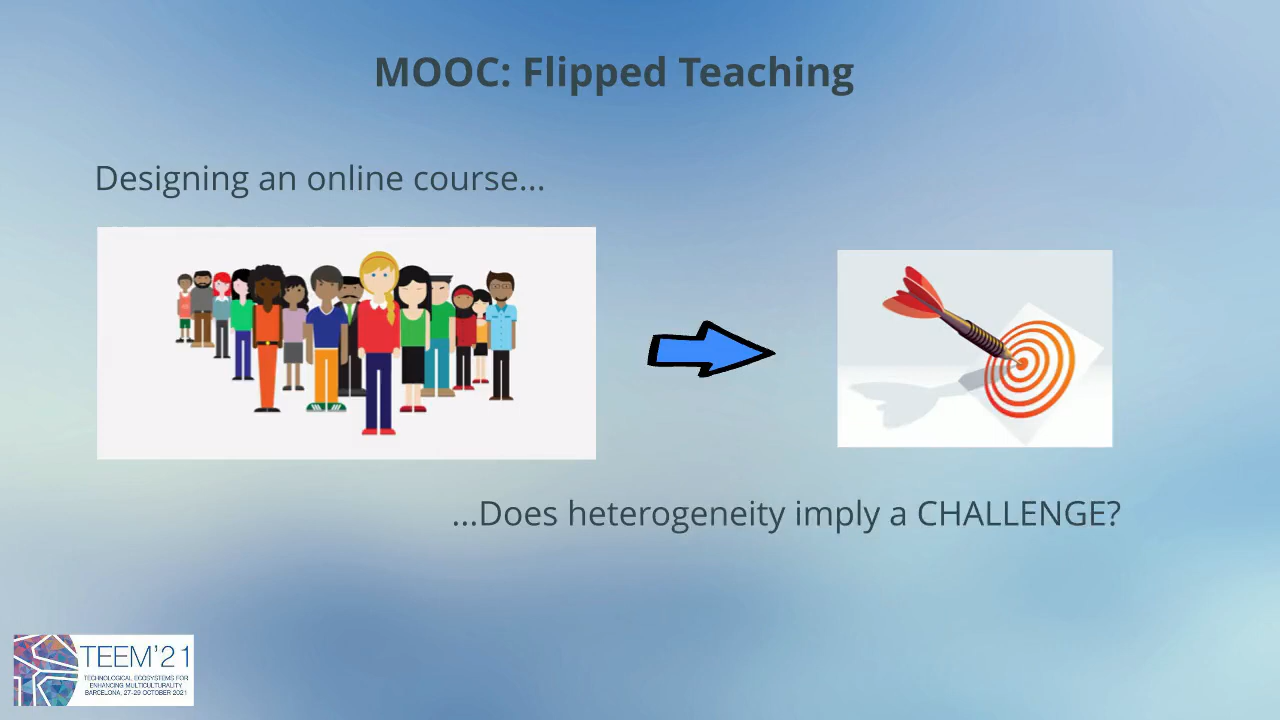 MOOC: Flipped Teaching
Designing an online course...
...Does heterogeneity imply a CHALLENGE?
TEEM'21
TECHNOLOGICAL ECOSYSTEMS FOR
ENHANCING MULTICULTURALITY
BARCELONA, 27-29 OCTOBER 2021